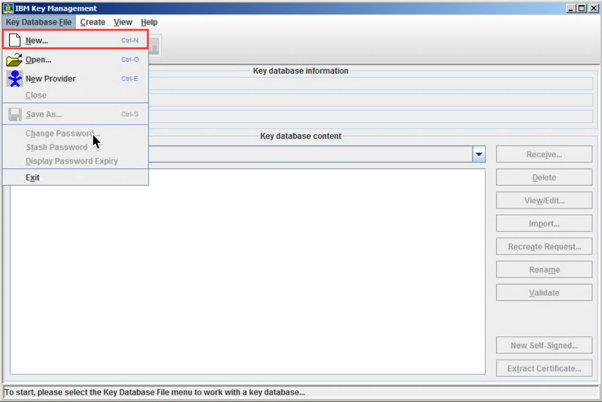 IBM Key Management
Key Database File Create View Help
New... Ctrl-N
Open... Ctrl-O
New Provider Ctrl-E
Close
Save As... Ctrl-S
Change Password...
Stash Password
Display Password Expiry
Exit
Key database information
Key database content
Receive...
Delete
View/Edit...
Import...
Recreate Request...
Rename
Validate
New Self-Signed...
Extract Certificate...
To start, please select the Key Database File menu to work with a key database...